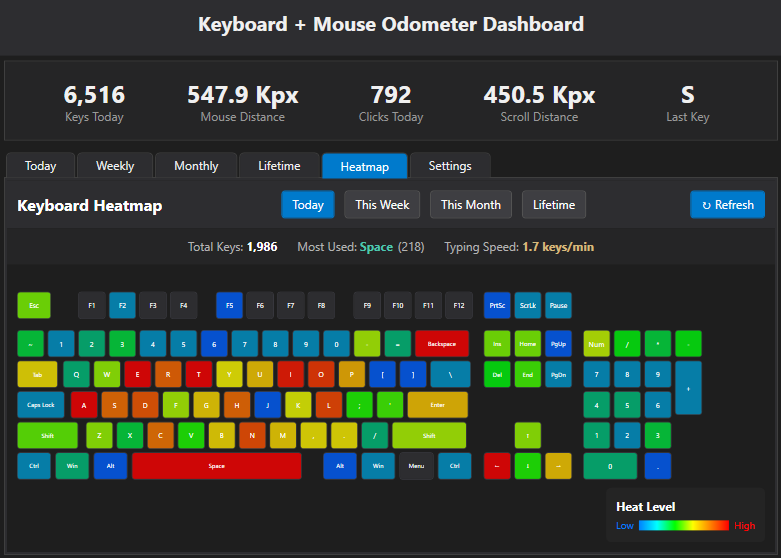 Keyboard + Mouse Odometer Dashboard
6,516 547.9 Kpx 792 450.5 Kpx S
Keys Today Mouse Distance Clicks Today Scroll Distance Last Key
Today Weekly Monthly Lifetime Heatmap Settings
Keyboard Heatmap Today This Week This Month Lifetime ↻ Refresh
Total Keys: 1,986 Most Used: Space (218) Typing Speed: 1.7 keys/min
Esc F1 F2 F3 F4 F5 F6 F7 F8 F9 F10 F11 F12 PrtSc ScrLk Pause
~ 1 2 3 4 5 6 7 8 9 0 = Backspace Ins Home PgUp Num / * -
Tab Q W E R T Y U I O P [ ] \ Del End PgDn 7 8 9 +
Caps Lock A S D F G H J K L ; ' Enter 4 5 6
Shift Z X C V B N M , . / Shift ↑ 1 2 3
Ctrl Win Alt Space Alt Win Menu Ctrl ← ↓ → 0 .
Heat Level
Low High